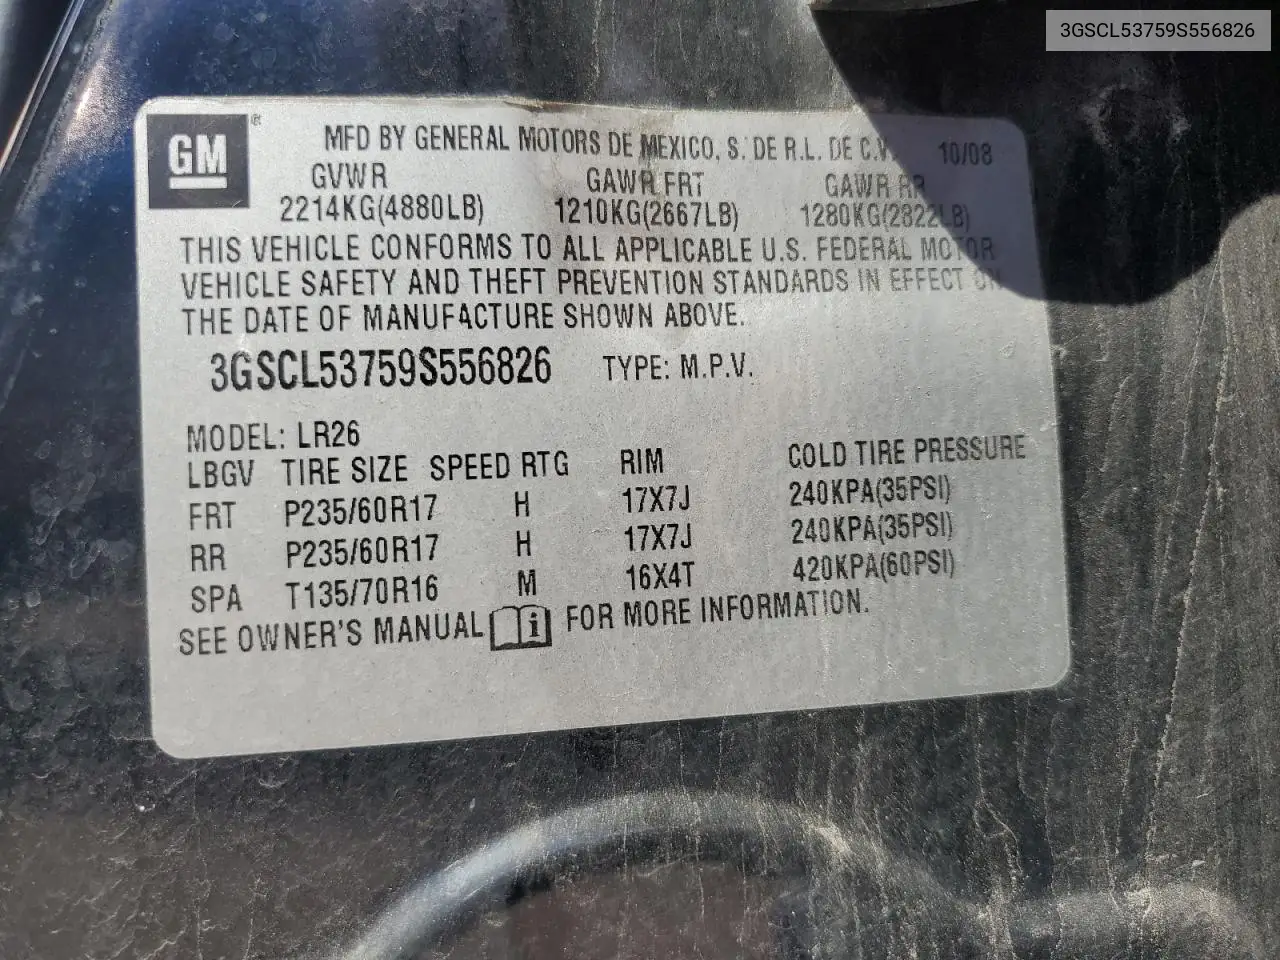 3GSCL53759S556826
GM ®
MFD BY GENERAL MOTORS DE MEXICO, S. DE R.L. DE C.V. 10/08
GVWR GAWR FRT GAWR RR
2214KG(4880LB) 1210KG(2667LB) 1280KG(2822LB)
THIS VEHICLE CONFORMS TO ALL APPLICABLE U.S. FEDERAL MOTOR
VEHICLE SAFETY AND THEFT PREVENTION STANDARDS IN EFFECT ON
THE DATE OF MANUFACTURE SHOWN ABOVE.
3GSCL53759S556826 TYPE: M.P.V.
MODEL: LR26
LBGV TIRE SIZE SPEED RTG RIM COLD TIRE PRESSURE
FRT P235/60R17 H 17X7J 240KPA(35PSI)
RR P235/60R17 H 17X7J 240KPA(35PSI)
SPA T135/70R16 M 16X4T 420KPA(60PSI)
SEE OWNER'S MANUAL i FOR MORE INFORMATION.